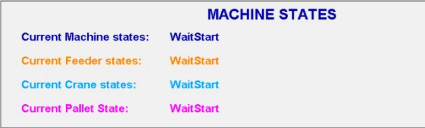 MACHINE STATES
Current Machine states: WaitStart
Current Feeder states: WaitStart
Current Crane states: WaitStart
Current Pallet State: WaitStart